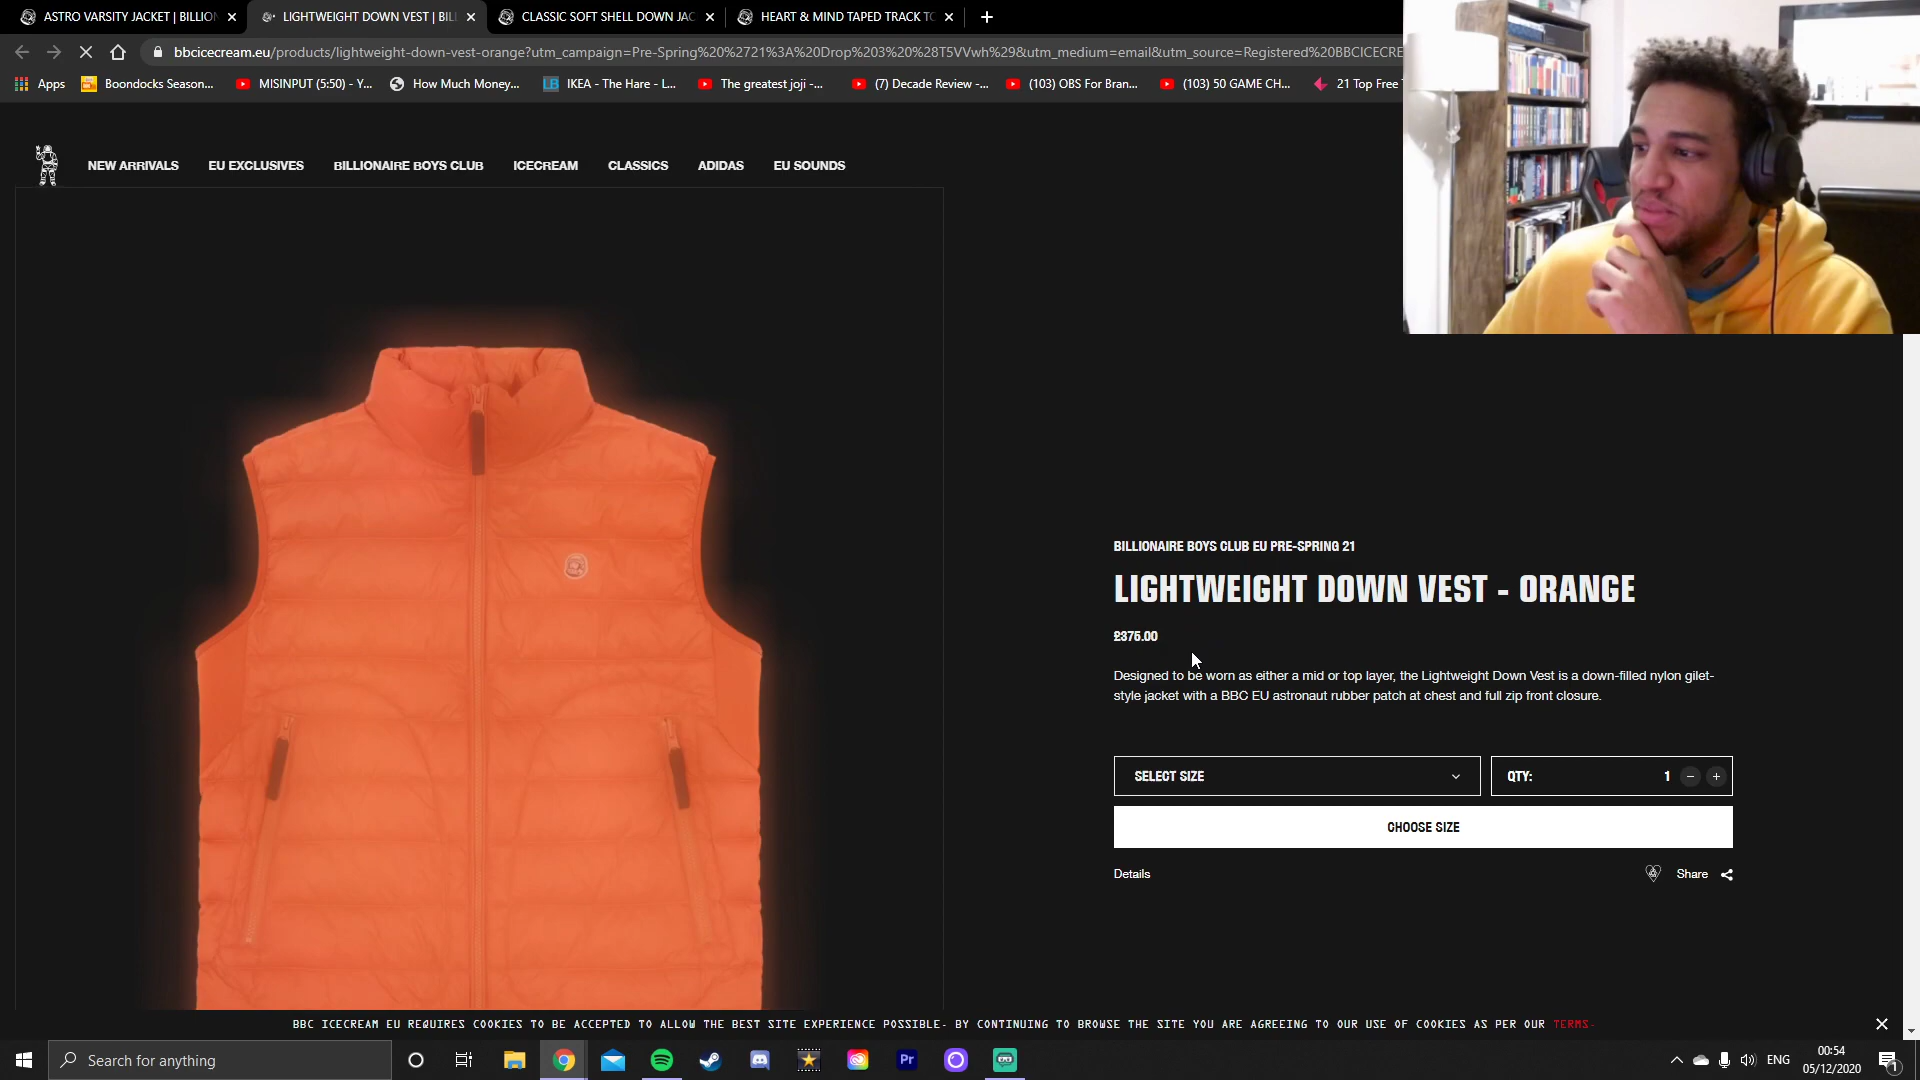 ASTRO VARSITY JACKET | BILLION
LIGHTWEIGHT DOWN VEST | BILL
CLASSIC SOFT SHELL DOWN JAC
HEART & MIND TAPED TRACK TO
bbcicecream.eu/products/lightweight-down-vest-orange?utm_campaign=Pre-Spring%20%2721%3A%20Drop%203%20%28T5VVwh%29&utm_medium=email&utm_source=Registered%20BBCICECRE
Apps
Boondocks Season...
MISINPUT (5:50) - Y...
How Much Money...
IKEA - The Hare - L...
The greatest joji -...
(7) Decade Review -...
(103) OBS For Bran...
(103) 50 GAME CH...
21 Top Free T
NEW ARRIVALS EU EXCLUSIVES BILLIONAIRE BOYS CLUB ICECREAM CLASSICS ADIDAS EU SOUNDS
BILLIONAIRE BOYS CLUB EU PRE-SPRING 21
LIGHTWEIGHT DOWN VEST - ORANGE
£375.00
Designed to be worn as either a mid or top layer, the Lightweight Down Vest is a down-filled nylon gilet-
style jacket with a BBC EU astronaut rubber patch at chest and full zip front closure.
SELECT SIZE
QTY: 1 - +
CHOOSE SIZE
Details
Share
BBC ICECREAM EU REQUIRES COOKIES TO BE ACCEPTED TO ALLOW THE BEST SITE EXPERIENCE POSSIBLE. BY CONTINUING TO BROWSE THE SITE YOU ARE AGREEING TO OUR USE OF COOKIES AS PER OUR TERMS.
Search for anything
Pr
ENG
00:54
05/12/2020
1